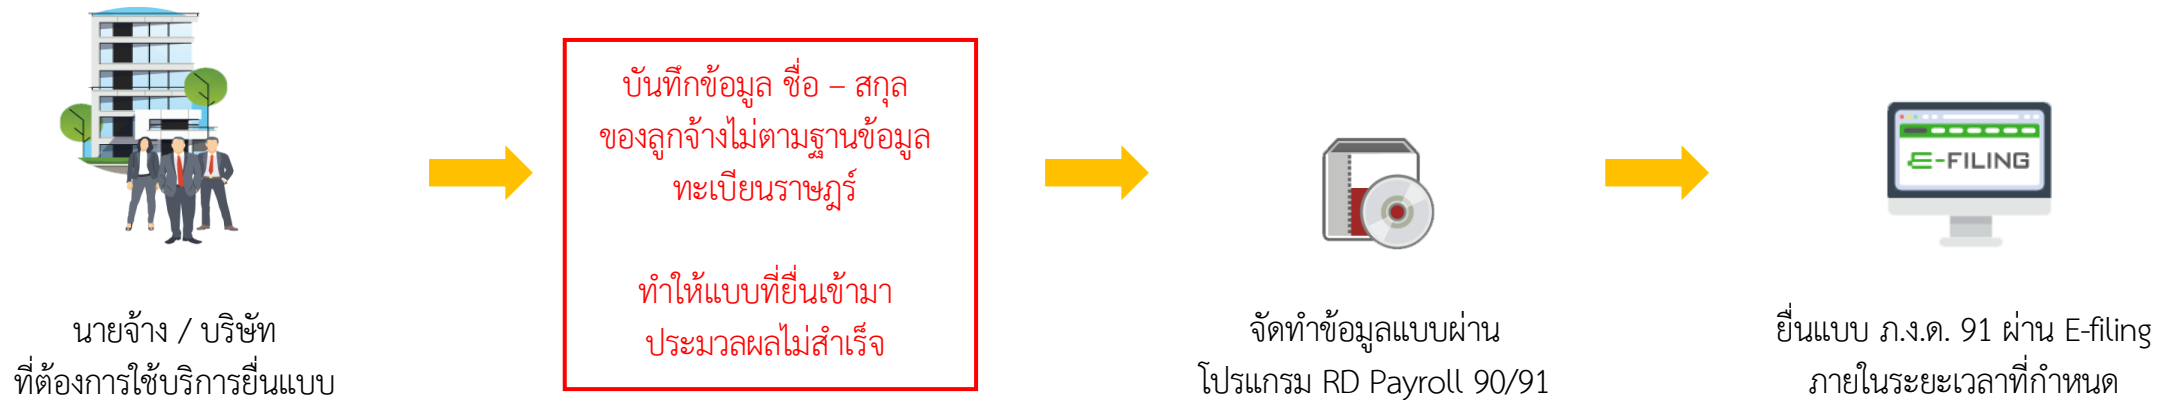 นายจ้าง / บริษัท
ที่ต้องการใช้บริการยื่นแบบ
บันทึกข้อมูล ชื่อ – สกุล
ของลูกจ้างไม่ตามฐานข้อมูล
ทะเบียนราษฎร์
ทำให้แบบที่ยื่นเข้ามา
ประมวลผลไม่สำเร็จ
จัดทำข้อมูลแบบผ่าน
โปรแกรม RD Payroll 90/91
E-FILING
ยื่นแบบ ภ.ง.ด. 91 ผ่าน E-filing
ภายในระยะเวลาที่กำหนด